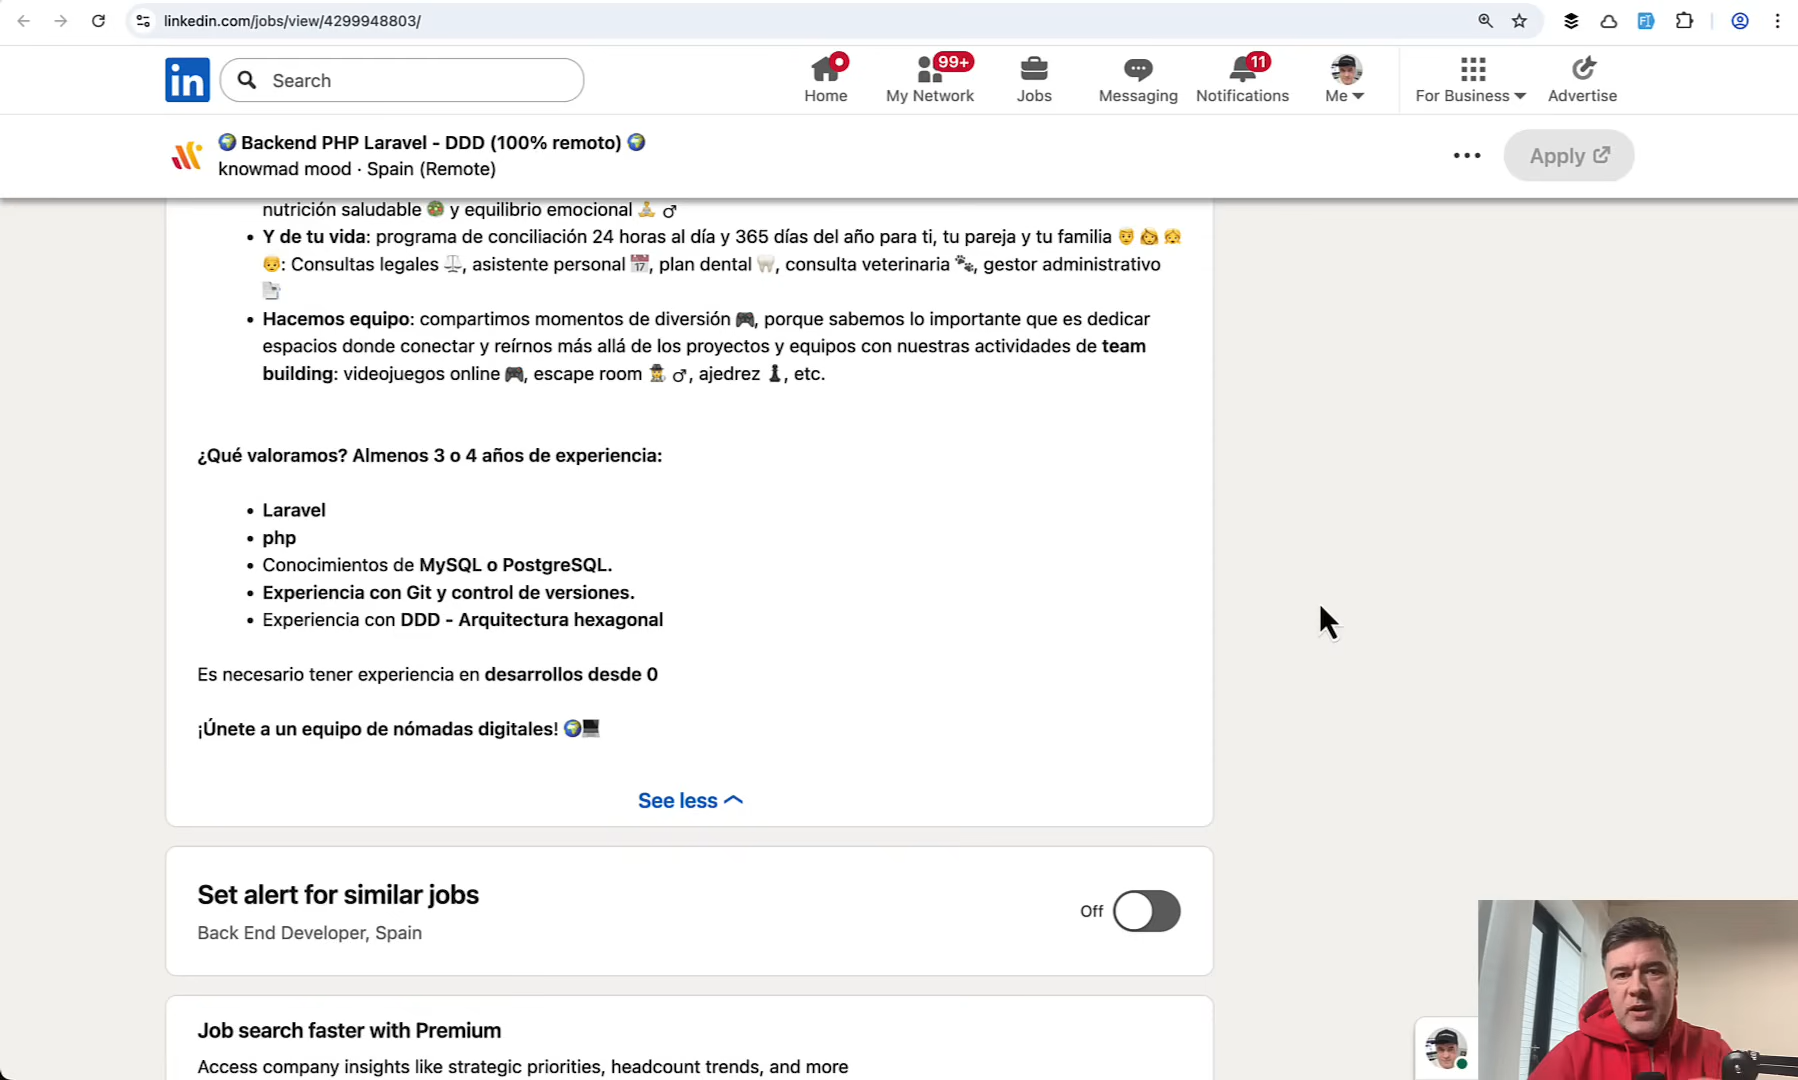 linkedin.com/jobs/view/4299948803/
Search
Home
99+
My Network
Jobs
Messaging
11
Notifications
Me
For Business
Advertise
Backend PHP Laravel - DDD (100% remoto)
knowmad mood · Spain (Remote)
Apply
nutrición saludable 🥗 y equilibrio emocional 🧘 ♂
• Y de tu vida: programa de conciliación 24 horas al día y 365 días del año para ti, tu pareja y tu familia 👨 👩 👧
👨: Consultas legales ⚖, asistente personal 📅, plan dental 🦷, consulta veterinaria 🐾, gestor administrativo
📑
• Hacemos equipo: compartimos momentos de diversión 🎮, porque sabemos lo importante que es dedicar
espacios donde conectar y reírnos más allá de los proyectos y equipos con nuestras actividades de team
building: videojuegos online 🎮, escape room 🕵 ♂, ajedrez ♟, etc.
¿Qué valoramos? Almenos 3 o 4 años de experiencia:
• Laravel
• php
• Conocimientos de MySQL o PostgreSQL.
• Experiencia con Git y control de versiones.
• Experiencia con DDD - Arquitectura hexagonal
Es necesario tener experiencia en desarrollos desde 0
¡Únete a un equipo de nómadas digitales! 🌍💻
See less
Set alert for similar jobs
Off
Back End Developer, Spain
Job search faster with Premium
Access company insights like strategic priorities, headcount trends, and more